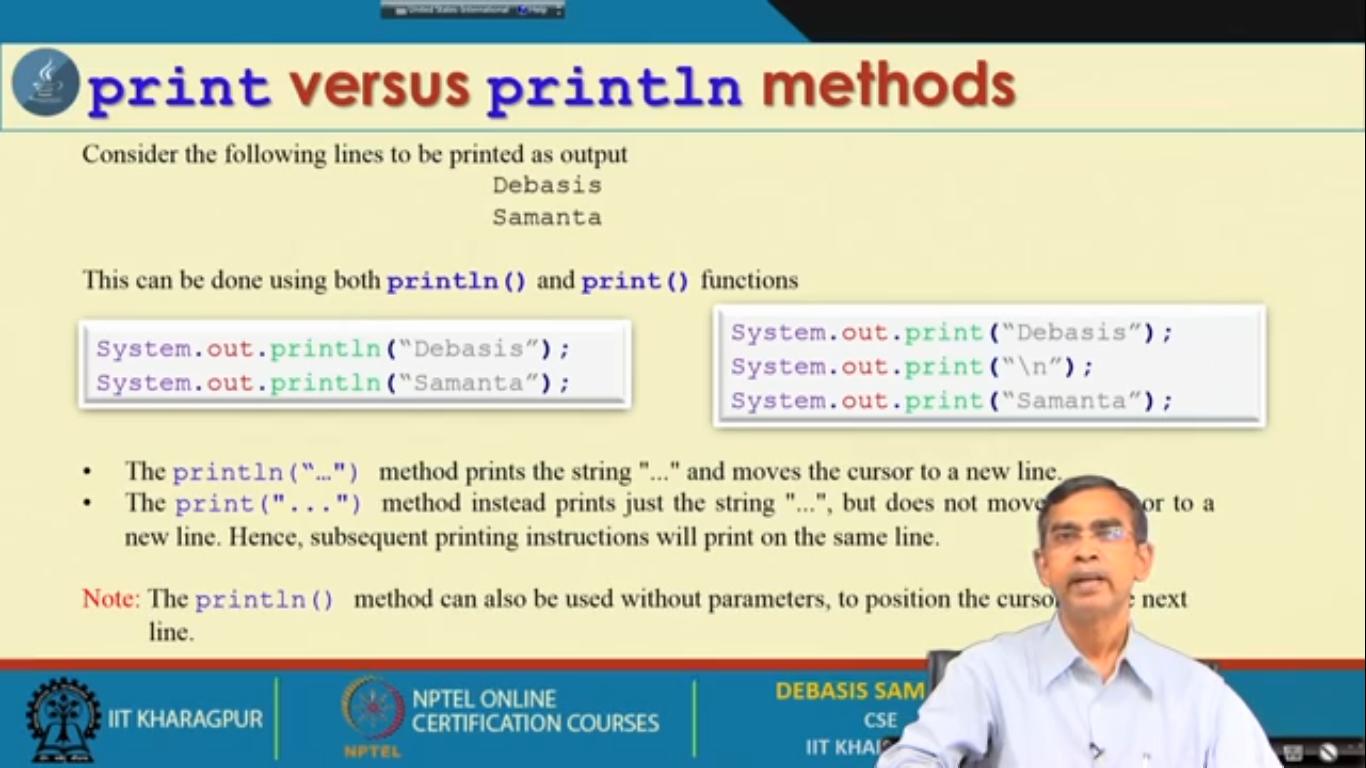 United States International Help
print versus println methods
Consider the following lines to be printed as output
Debasis
Samanta
This can be done using both println() and print() functions
System.out.println(“Debasis”);
System.out.println(“Samanta”);
System.out.print(“Debasis”);
System.out.print(“\n”);
System.out.print(“Samanta”);
• The println(“…") method prints the string "..." and moves the cursor to a new line.
• The print("...") method instead prints just the string "...", but does not move or to a
new line. Hence, subsequent printing instructions will print on the same line.
Note: The println() method can also be used without parameters, to position the next
line.
IIT KHARAGPUR
NPTEL
NPTEL ONLINE
CERTIFICATION COURSES
DEBASIS SAM
CSE
IIT KHA